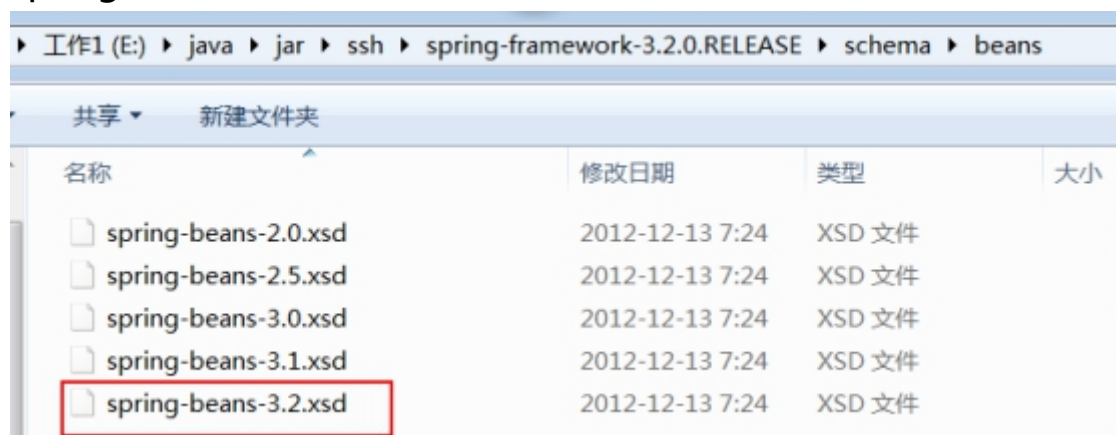 工作1 (E:) ▸ java ▸ jar ▸ ssh ▸ spring-framework-3.2.0.RELEASE ▸ schema ▸ beans
共享 新建文件夹
名称 修改日期 类型 大小
spring-beans-2.0.xsd 2012-12-13 7:24 XSD 文件
spring-beans-2.5.xsd 2012-12-13 7:24 XSD 文件
spring-beans-3.0.xsd 2012-12-13 7:24 XSD 文件
spring-beans-3.1.xsd 2012-12-13 7:24 XSD 文件
spring-beans-3.2.xsd 2012-12-13 7:24 XSD 文件